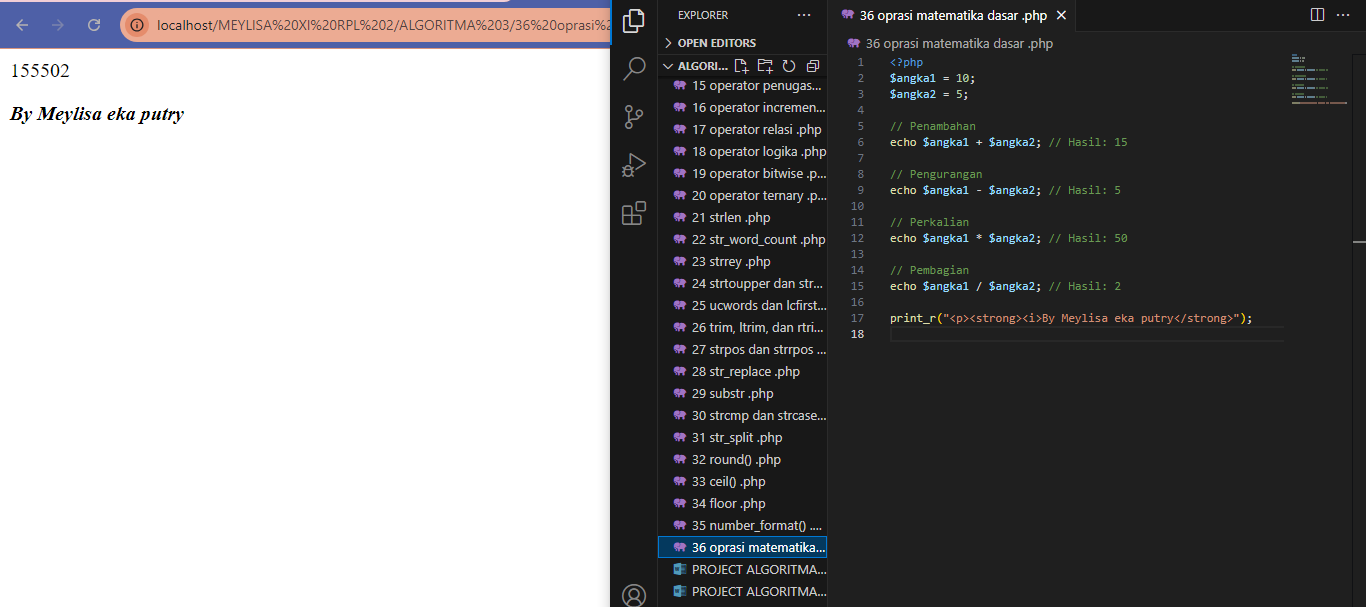 localhost/MEYLISA%20XI%20RPL%202/ALGORITMA%203/36%20oprasi%2
155502
By Meylisa eka putry
EXPLORER
OPEN EDITORS
ALGORI...
15 operator penugas...
16 operator incremen...
17 operator relasi .php
18 operator logika .php
19 operator bitwise .p...
20 operator ternary .p...
21 strlen .php
22 str_word_count .php
23 strrey .php
24 strtoupper dan str...
25 ucwords dan lcfirst...
26 trim, ltrim, dan rtri...
27 strpos dan strrpos ...
28 str_replace .php
29 substr .php
30 strcmp dan strcase...
31 str_split .php
32 round() .php
33 ceil() .php
34 floor .php
35 number_format() ....
36 oprasi matematika...
PROJECT ALGORITMA...
PROJECT ALGORITMA...
36 oprasi matematika dasar .php
36 oprasi matematika dasar .php
1 <?php
2 $angka1 = 10;
3 $angka2 = 5;
4
5 // Penambahan
6 echo $angka1 + $angka2; // Hasil: 15
7
8 // Pengurangan
9 echo $angka1 - $angka2; // Hasil: 5
10
11 // Perkalian
12 echo $angka1 * $angka2; // Hasil: 50
13
14 // Pembagian
15 echo $angka1 / $angka2; // Hasil: 2
16
17 print_r("<p><strong><i>By Meylisa eka putry</strong>");
18